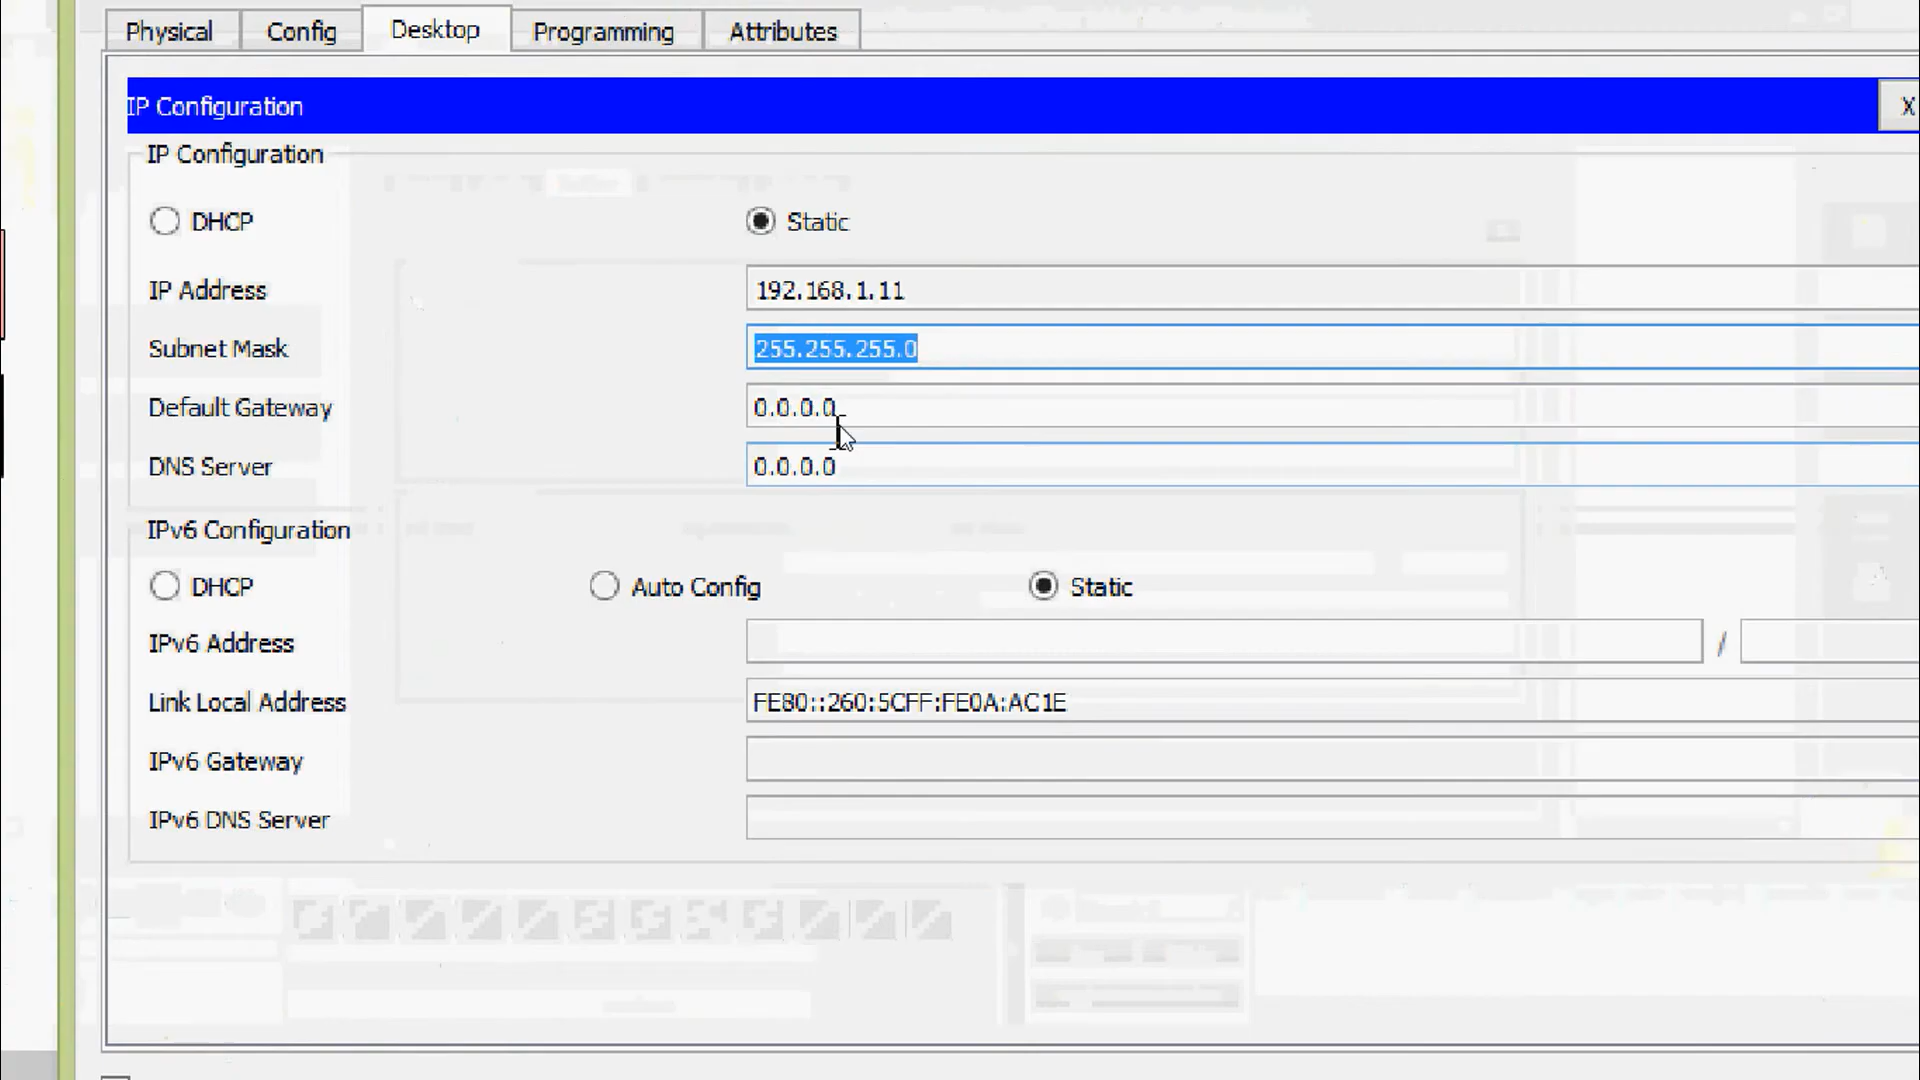 Physical Config Desktop Programming Attributes
IP Configuration X
IP Configuration
DHCP Static
IP Address 192.168.1.11
Subnet Mask 255.255.255.0
Default Gateway 0.0.0.0
DNS Server 0.0.0.0
IPv6 Configuration
DHCP Auto Config Static
IPv6 Address /
Link Local Address FE80::260:5CFF:FE0A:AC1E
IPv6 Gateway
IPv6 DNS Server